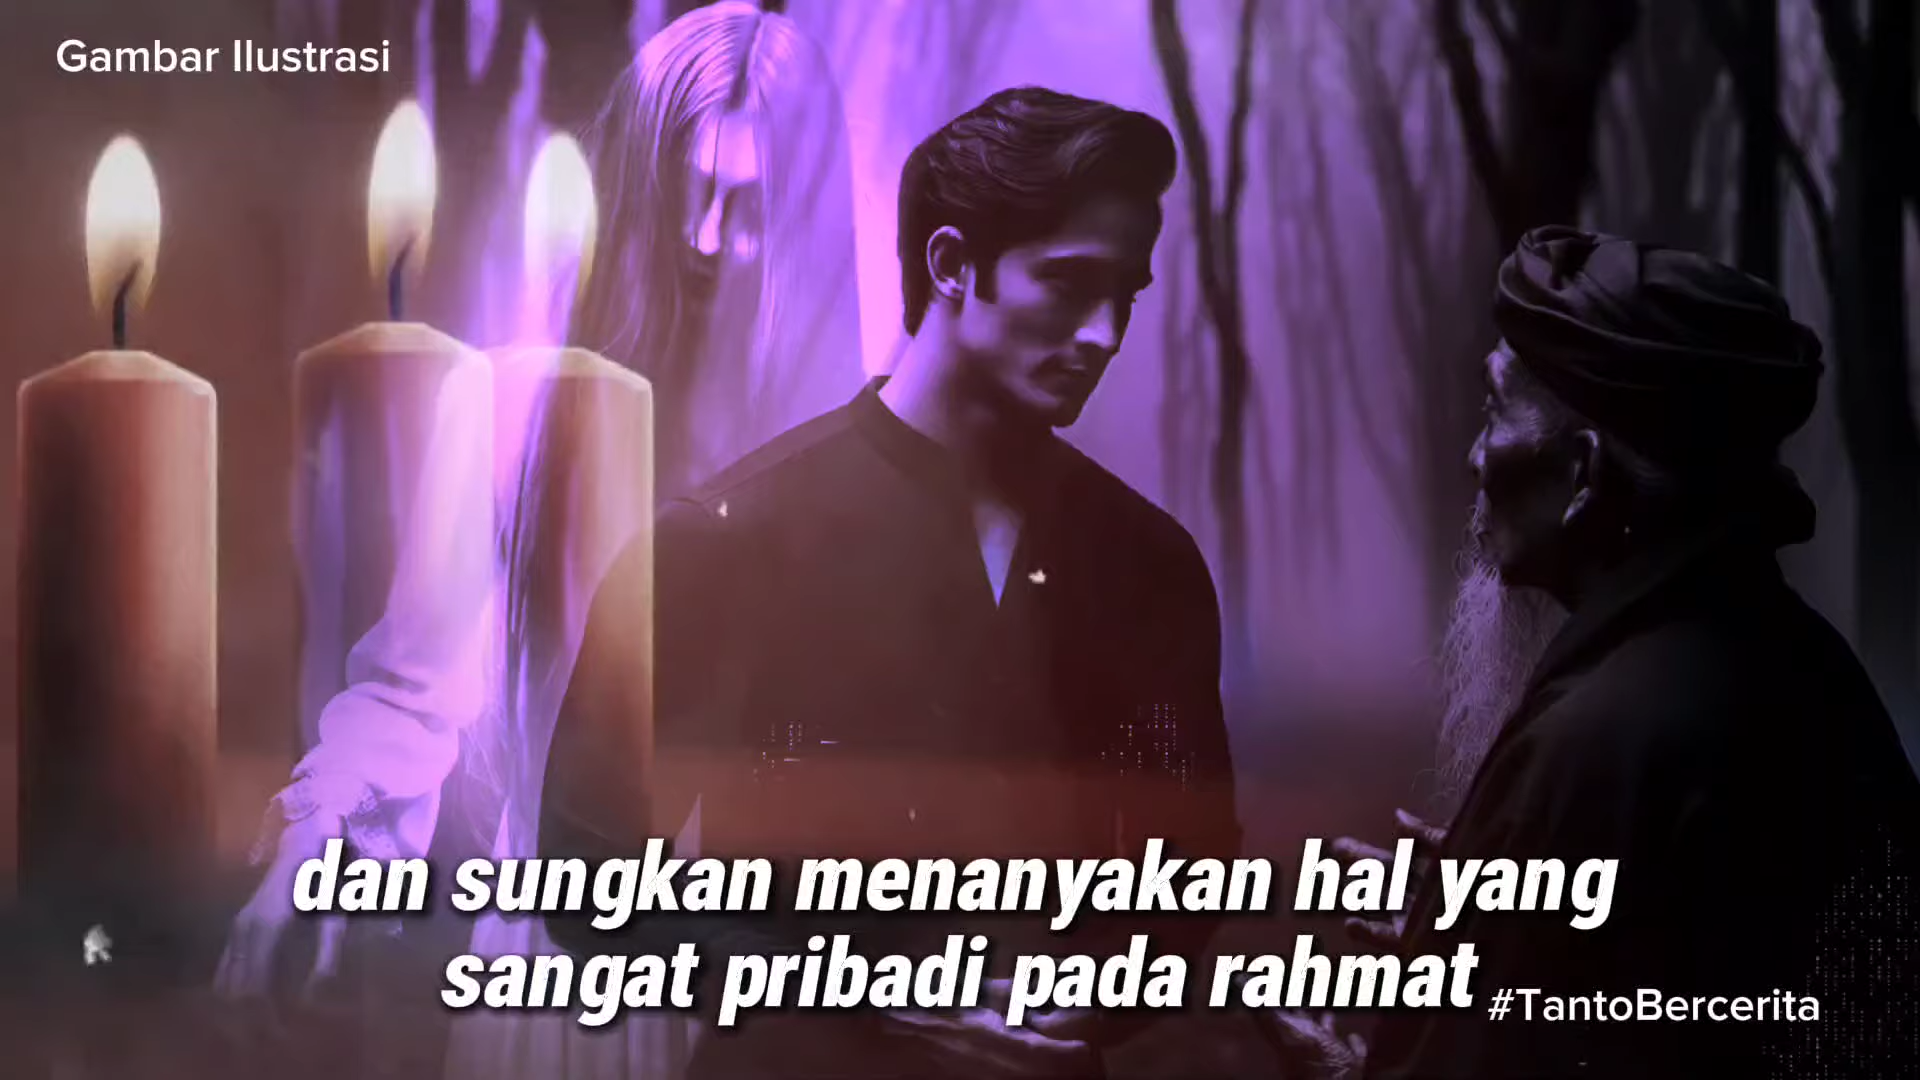 Gambar Ilustrasi
dan sungkan menanyakan hal yang
sangat pribadi pada rahmat
#TantoBercerita